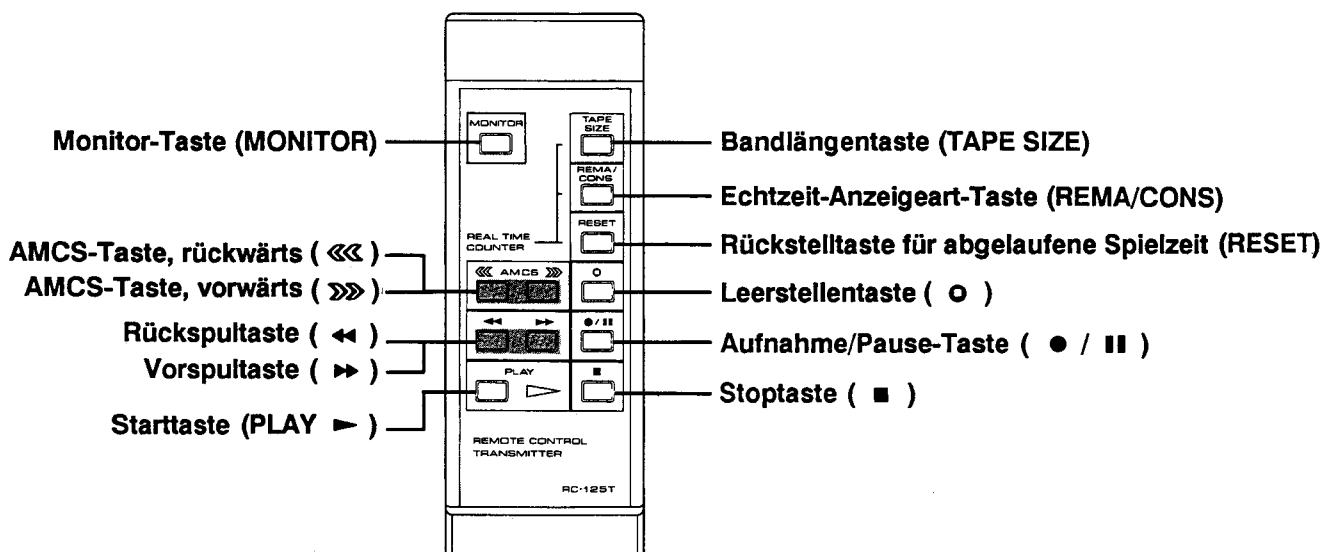 Monitor-Taste (MONITOR)
AMCS-Taste, rückwärts ( ⋘ )
AMCS-Taste, vorwärts ( ⋙ )
Rückspultaste ( ◄◄ )
Vorspultaste ( ►► )
Starttaste (PLAY ► )
MONITOR
TAPE
SIZE
REMA/
CONS
RESET
REAL TIME
COUNTER
⋘ AMCS ⋙
O
◄◄ ►►
●/❚❚
PLAY
■
REMOTE CONTROL
TRANSMITTER
RC-125T
Bandlängentaste (TAPE SIZE)
Echtzeit-Anzeigeart-Taste (REMA/CONS)
Rückstelltaste für abgelaufene Spielzeit (RESET)
Leerstellentaste ( O )
Aufnahme/Pause-Taste ( ● / ❚❚ )
Stoptaste ( ■ )